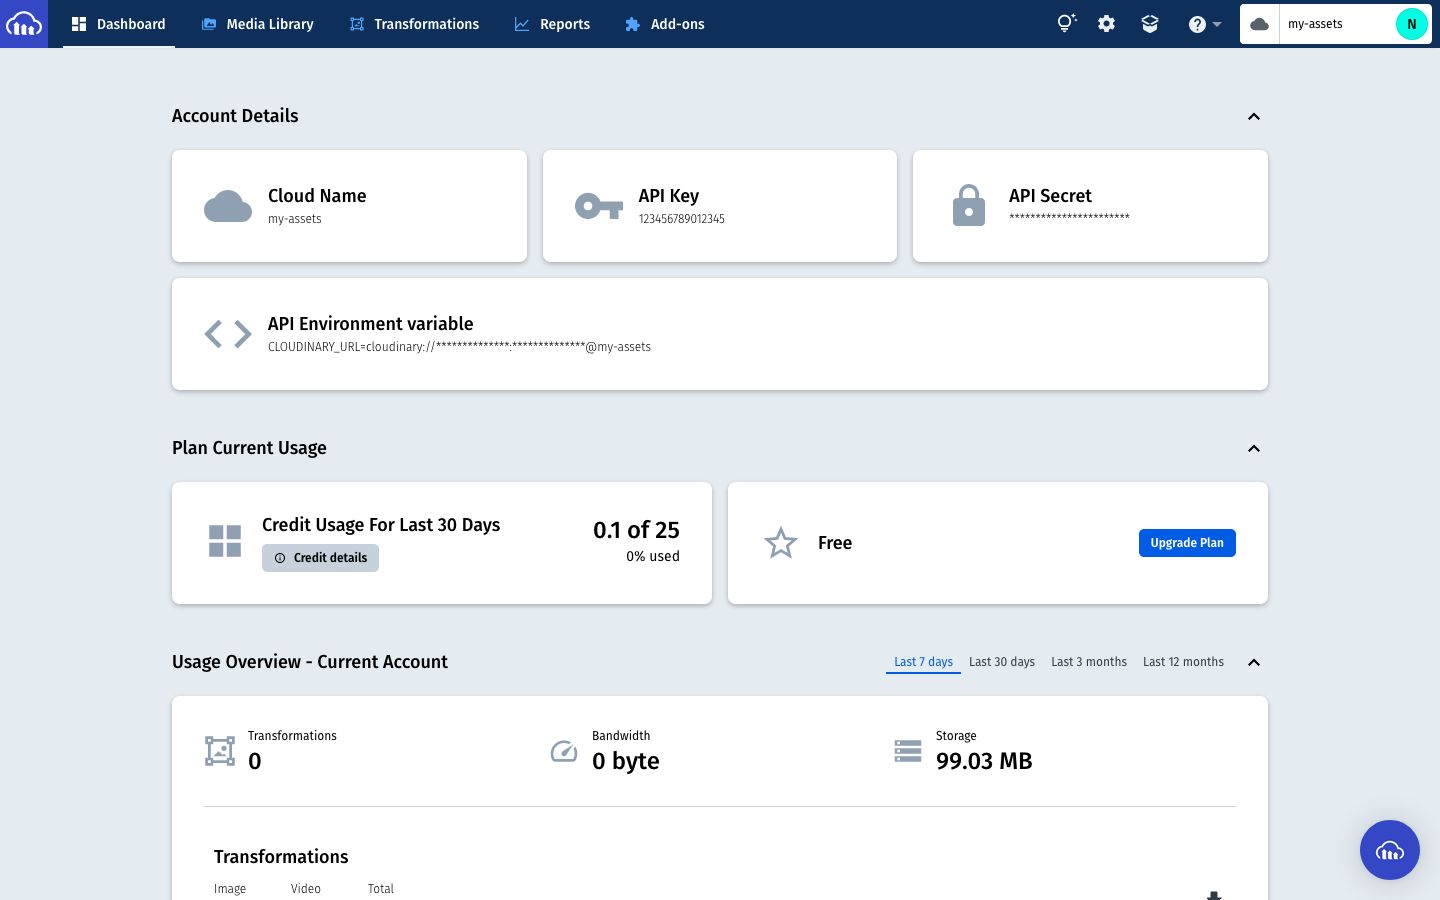 Dashboard
Media Library
Transformations
Reports
Add-ons
my-assets
N
Account Details
Cloud Name
my-assets
API Key
123456789012345
API Secret
***********************
API Environment variable
CLOUDINARY_URL=cloudinary://**************:**************@my-assets
Plan Current Usage
Credit Usage For Last 30 Days
Credit details
0.1 of 25
0% used
Free
Upgrade Plan
Usage Overview - Current Account
Last 7 days
Last 30 days
Last 3 months
Last 12 months
Transformations
0
Bandwidth
0 byte
Storage
99.03 MB
Transformations
Image
Video
Total